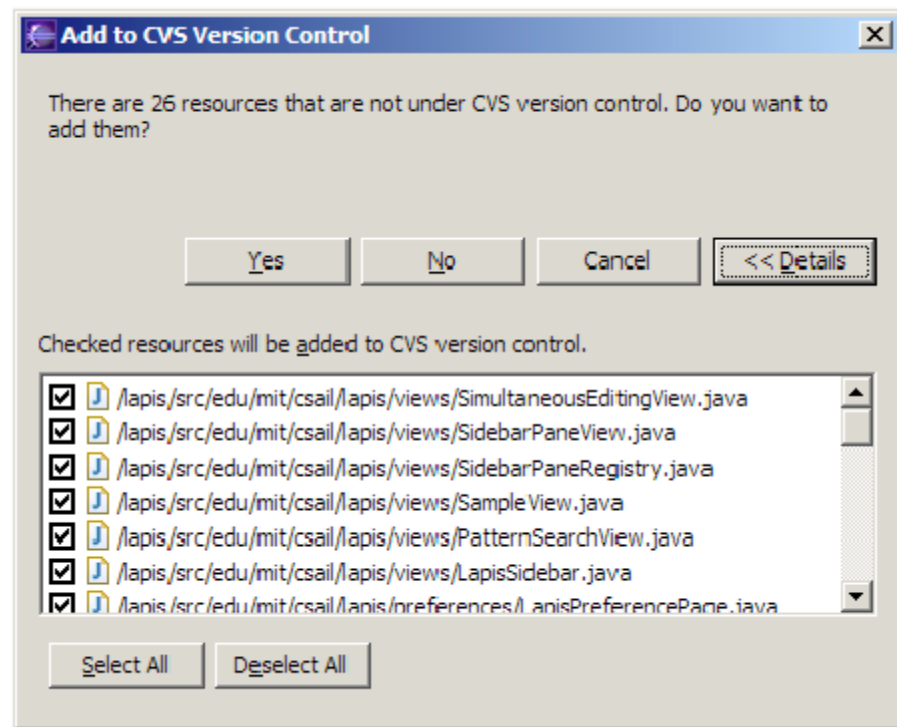 Add to CVS Version Control
There are 26 resources that are not under CVS version control. Do you want to
add them?
Yes No Cancel << Details
Checked resources will be added to CVS version control.
/lapis/src/edu/mit/csail/lapis/views/SimultaneousEditingView.java
/lapis/src/edu/mit/csail/lapis/views/SidebarPaneView.java
/lapis/src/edu/mit/csail/lapis/views/SidebarPaneRegistry.java
/lapis/src/edu/mit/csail/lapis/views/SampleView.java
/lapis/src/edu/mit/csail/lapis/views/PatternSearchView.java
/lapis/src/edu/mit/csail/lapis/views/LapisSidebar.java
/lapis/src/edu/mit/csail/lapis/preferences/LapisPreferencePage.java
Select All Deselect All